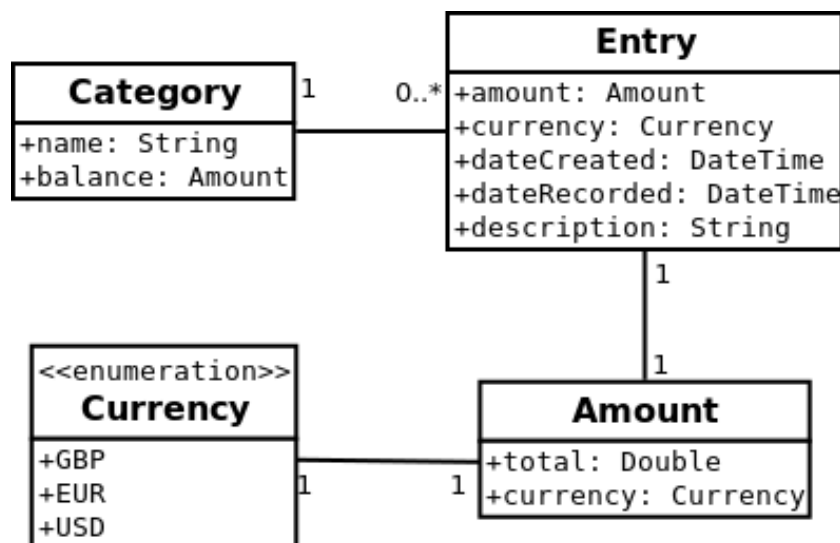 Category
+name: String
+balance: Amount
1
0..*
Entry
+amount: Amount
+currency: Currency
+dateCreated: DateTime
+dateRecorded: DateTime
+description: String
1
1
<<enumeration>>
Currency
+GBP
+EUR
+USD
1
1
Amount
+total: Double
+currency: Currency